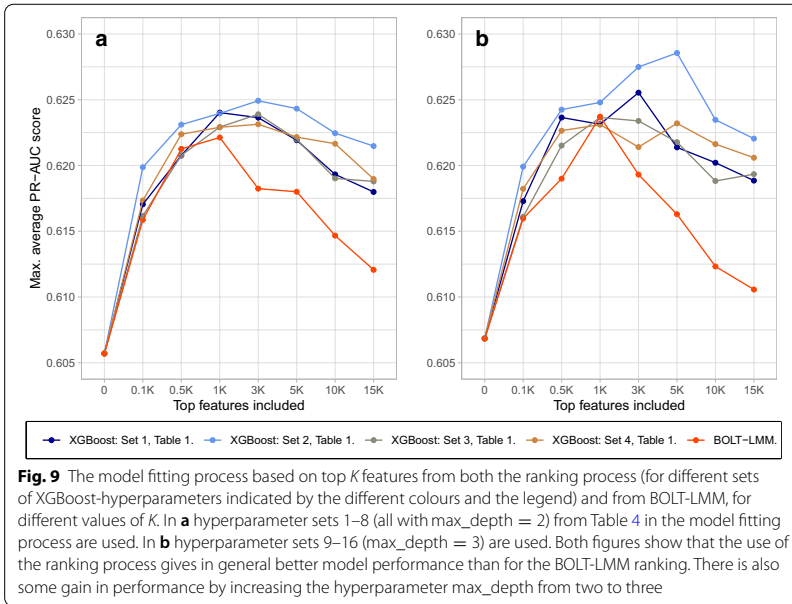 a
b
Max. average PR−AUC score
0.630
0.625
0.620
0.615
0.610
0.605
0.630
0.625
0.620
0.615
0.610
0.605
0 0.1K 0.5K 1K 3K 5K 10K 15K
0 0.1K 0.5K 1K 3K 5K 10K 15K
Top features included
Top features included
XGBoost: Set 1, Table 1. XGBoost: Set 2, Table 1. XGBoost: Set 3, Table 1. XGBoost: Set 4, Table 1. BOLT−LMM.
Fig. 9 The model fitting process based on top K features from both the ranking process (for different sets
of XGBoost-hyperparameters indicated by the different colours and the legend) and from BOLT-LMM, for
different values of K. In a hyperparameter sets 1–8 (all with max_depth = 2) from Table 4 in the model fitting
process are used. In b hyperparameter sets 9–16 (max_depth = 3) are used. Both figures show that the use of
the ranking process gives in general better model performance than for the BOLT-LMM ranking. There is also
some gain in performance by increasing the hyperparameter max_depth from two to three